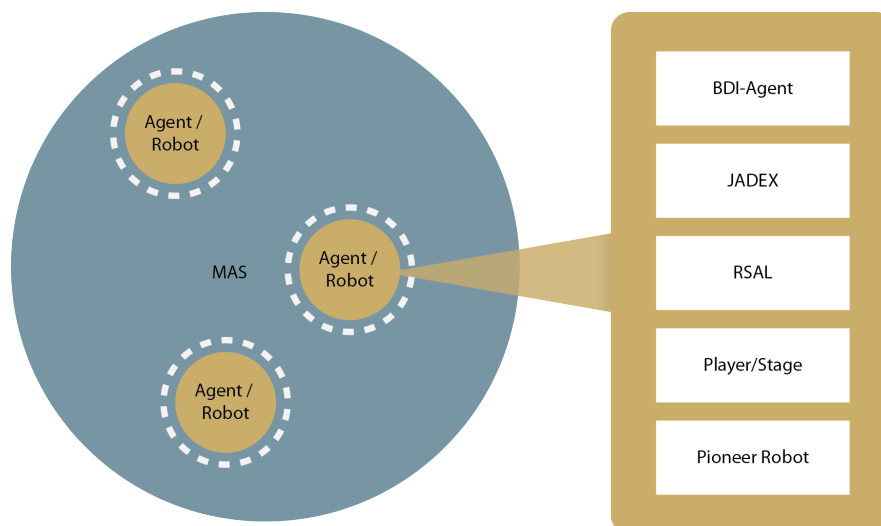 Agent /
Robot
MAS
Agent /
Robot
Agent /
Robot
BDI-Agent
JADEX
RSAL
Player/Stage
Pioneer Robot